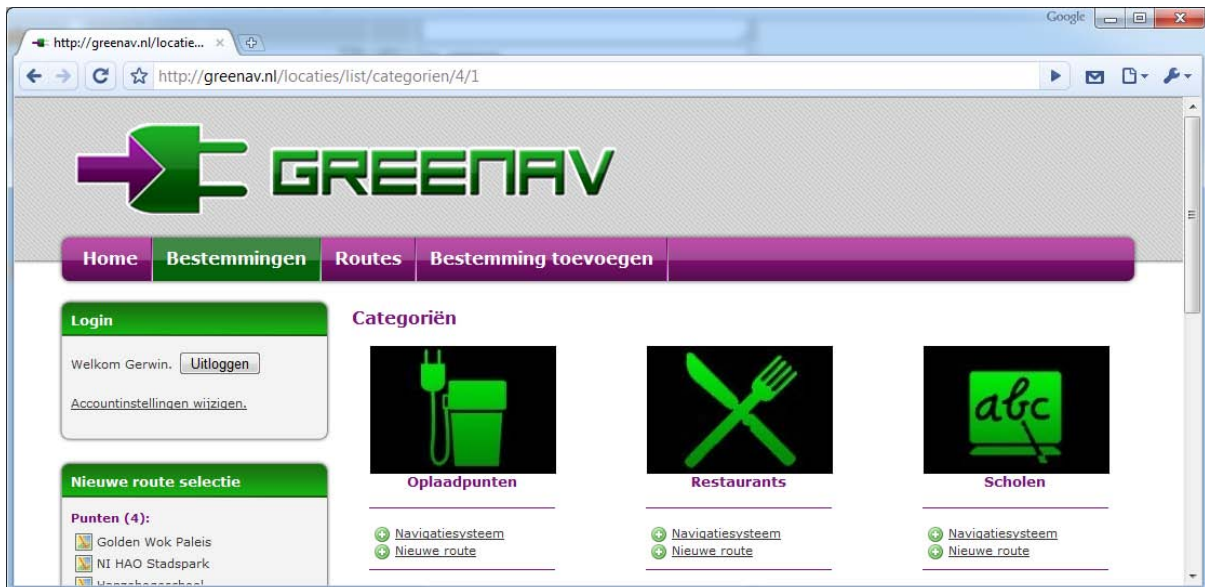 Google
http://greenav.nl/locatie...
http://greenav.nl/locaties/list/categorien/4/1
GREENAV
Home Bestemmingen Routes Bestemming toevoegen
Login
Welkom Gerwin. Uitloggen
Accountinstellingen wijzigen.
Nieuwe route selectie
Punten (4):
Golden Wok Paleis
NI HAO Stadspark
Categoriën
abc
Oplaadpunten Restaurants Scholen
Navigatiesysteem Navigatiesysteem Navigatiesysteem
Nieuwe route Nieuwe route Nieuwe route